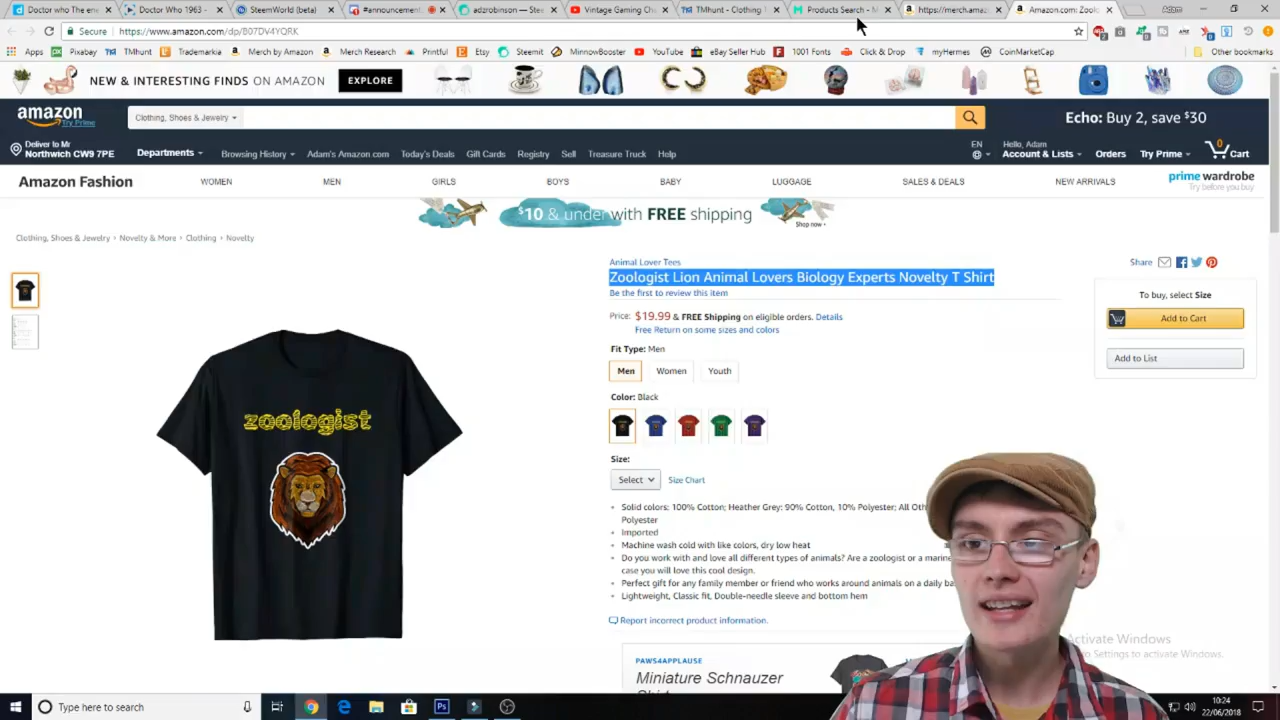 Doctor who The en
Doctor Who 1963 -
SteemWorld (beta)
#announcement
adzrobinson — Stee
Vintage Gaming Ch
TMhunt - Clothing T
Products Search - M
https://merch.amaz
Amazon.com: Zoolo
Adam
Secure
https://www.amazon.com/dp/B07DV4YQRK
Apps
Pixabay
TMhunt
Trademarkia
Merch by Amazon
Merch Research
Printful
Etsy
Steemit
MinnowBooster
YouTube
eBay Seller Hub
1001 Fonts
Click & Drop
myHermes
CoinMarketCap
Other bookmarks
NEW & INTERESTING FINDS ON AMAZON
EXPLORE
amazon
Try Prime
Clothing, Shoes & Jewelry
Echo: Buy 2, save $30
Deliver to Mr
Northwich CW9 7PE
Departments
Browsing History
Adam's Amazon.com
Today's Deals
Gift Cards
Registry
Sell
Treasure Truck
Help
EN
Hello, Adam
Account & Lists
Orders
Try Prime
0
Cart
Amazon Fashion
WOMEN
MEN
GIRLS
BOYS
BABY
LUGGAGE
SALES & DEALS
NEW ARRIVALS
prime wardrobe
Try before you buy
$10 & under with FREE shipping
Shop now
Clothing, Shoes & Jewelry › Novelty & More › Clothing › Novelty
Animal Lover Tees
Zoologist Lion Animal Lovers Biology Experts Novelty T Shirt
Be the first to review this item
Share
Price: $19.99 & FREE Shipping on eligible orders. Details
Free Return on some sizes and colors
To buy, select Size
Add to Cart
Add to List
Fit Type: Men
Men
Women
Youth
Color: Black
zoologist
Size:
Select
Size Chart
Solid colors: 100% Cotton; Heather Grey: 90% Cotton, 10% Polyester; All Oth
Polyester
Imported
Machine wash cold with like colors, dry low heat
Do you work with and love all different types of animals? Are a zoologist or a marine
case you will love this cool design.
Perfect gift for any family member or friend who works around animals on a daily ba
Lightweight, Classic fit, Double-needle sleeve and bottom hem
Report incorrect product information.
PAWS4APPLAUSE
Miniature Schnauzer
Activate Windows
to Settings to activate Windows.
Type here to search
10:24
22/06/2018